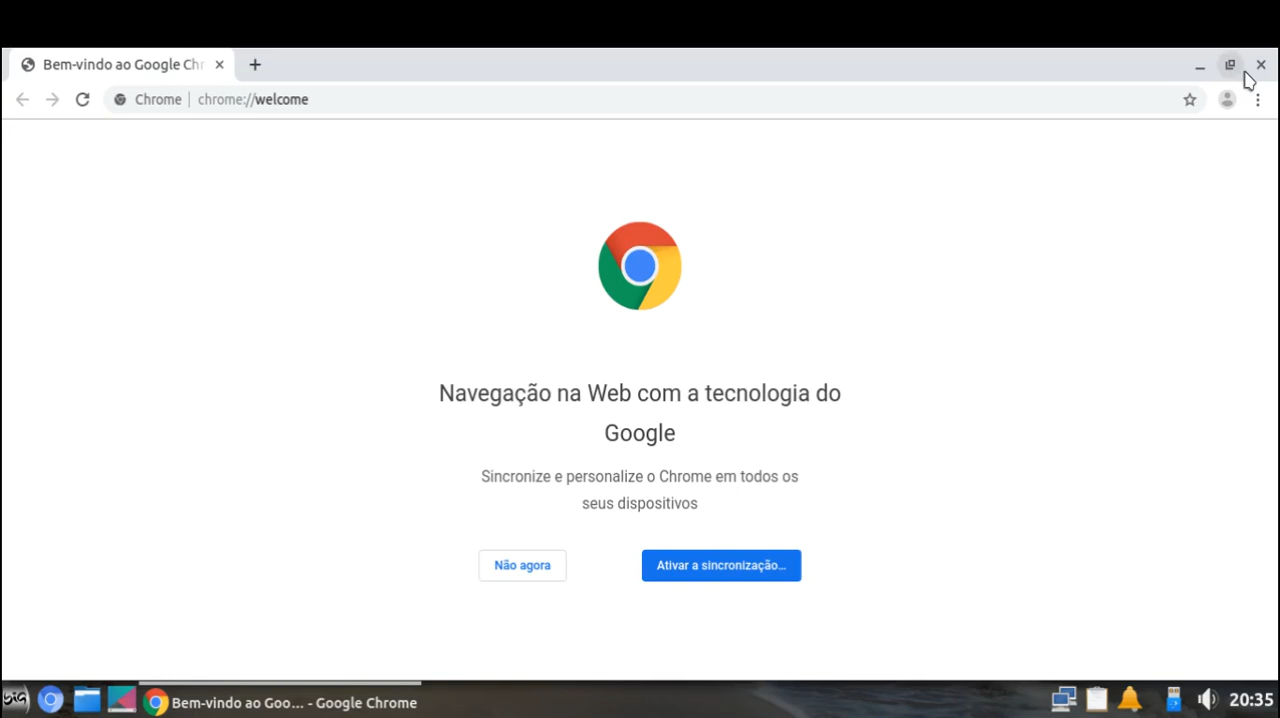 Bem-vindo ao Google Chr
Chrome
chrome://welcome
Navegação na Web com a tecnologia do
Google
Sincronize e personalize o Chrome em todos os
seus dispositivos
Não agora
Ativar a sincronização...
big
Bem-vindo ao Goo... - Google Chrome
20:35